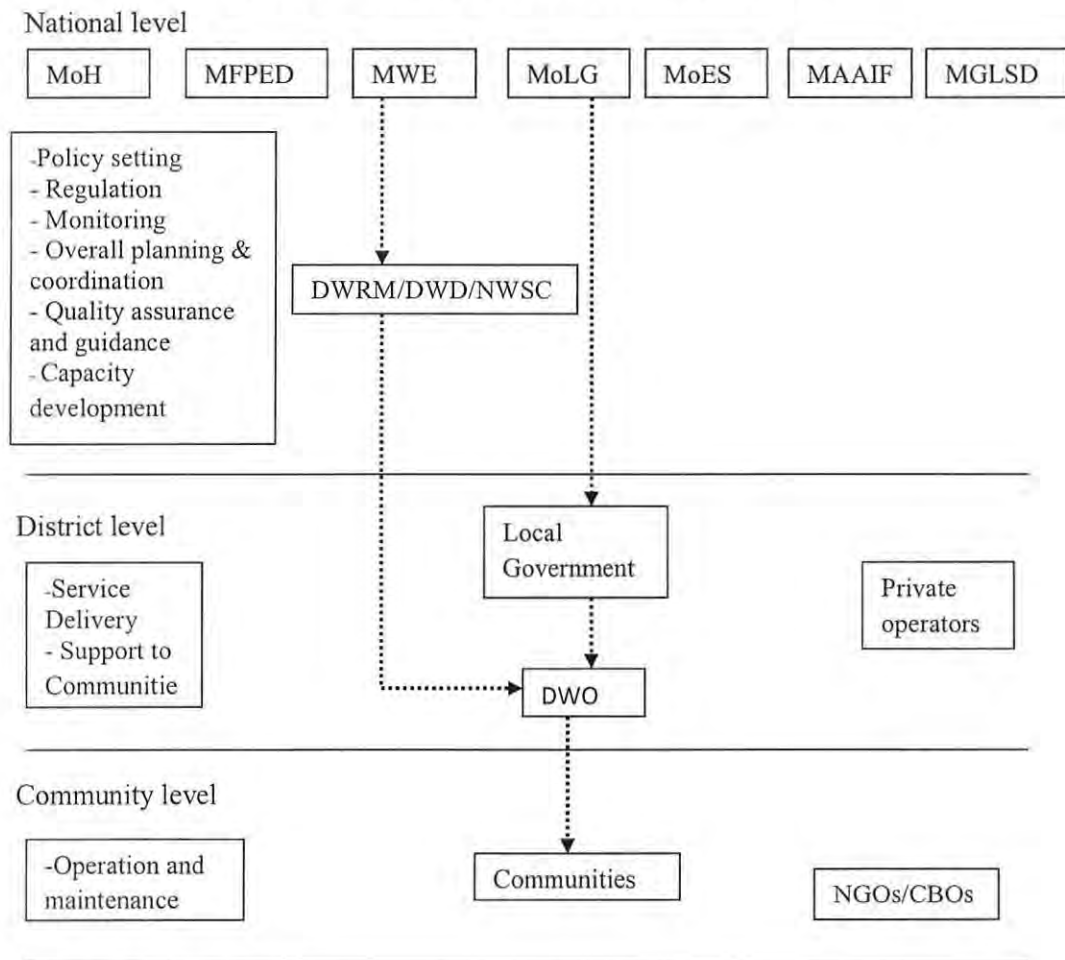 National level
MoH MFPED MWE MoLG MoES MAAIF MGLSD
-Policy setting
- Regulation
- Monitoring
- Overall planning &
coordination
- Quality assurance
and guidance
- Capacity
development
DWRM/DWD/NWSC
District level
-Service
Delivery
- Support to
Communitie
Local
Government
Private
operators
DWO
Community level
-Operation and
maintenance
Communities
NGOs/CBOs